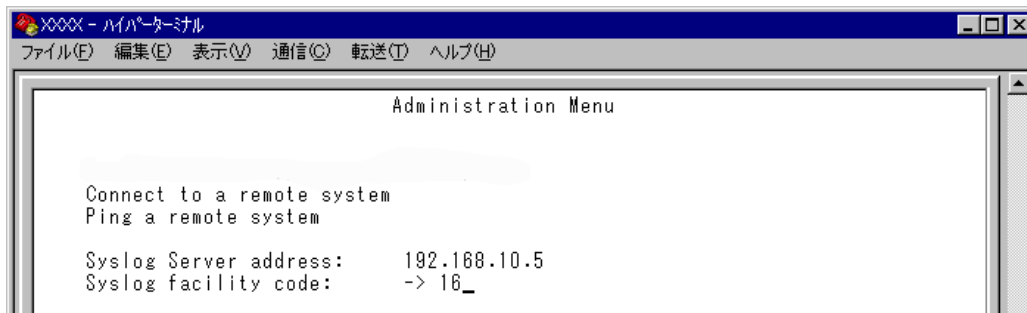 XXXX - ハイパーターミナル
ファイル(F) 編集(E) 表示(V) 通信(C) 転送(T) ヘルプ(H)
Administration Menu
Connect to a remote system
Ping a remote system
Syslog Server address: 192.168.10.5
Syslog facility code: -> 16_